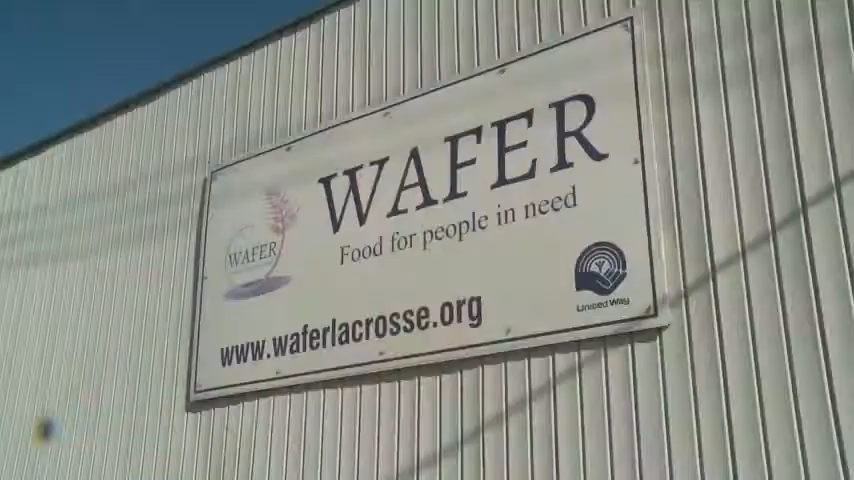 WAFER
Food for people in need
WAFER
www.waferlacrosse.org
United Way